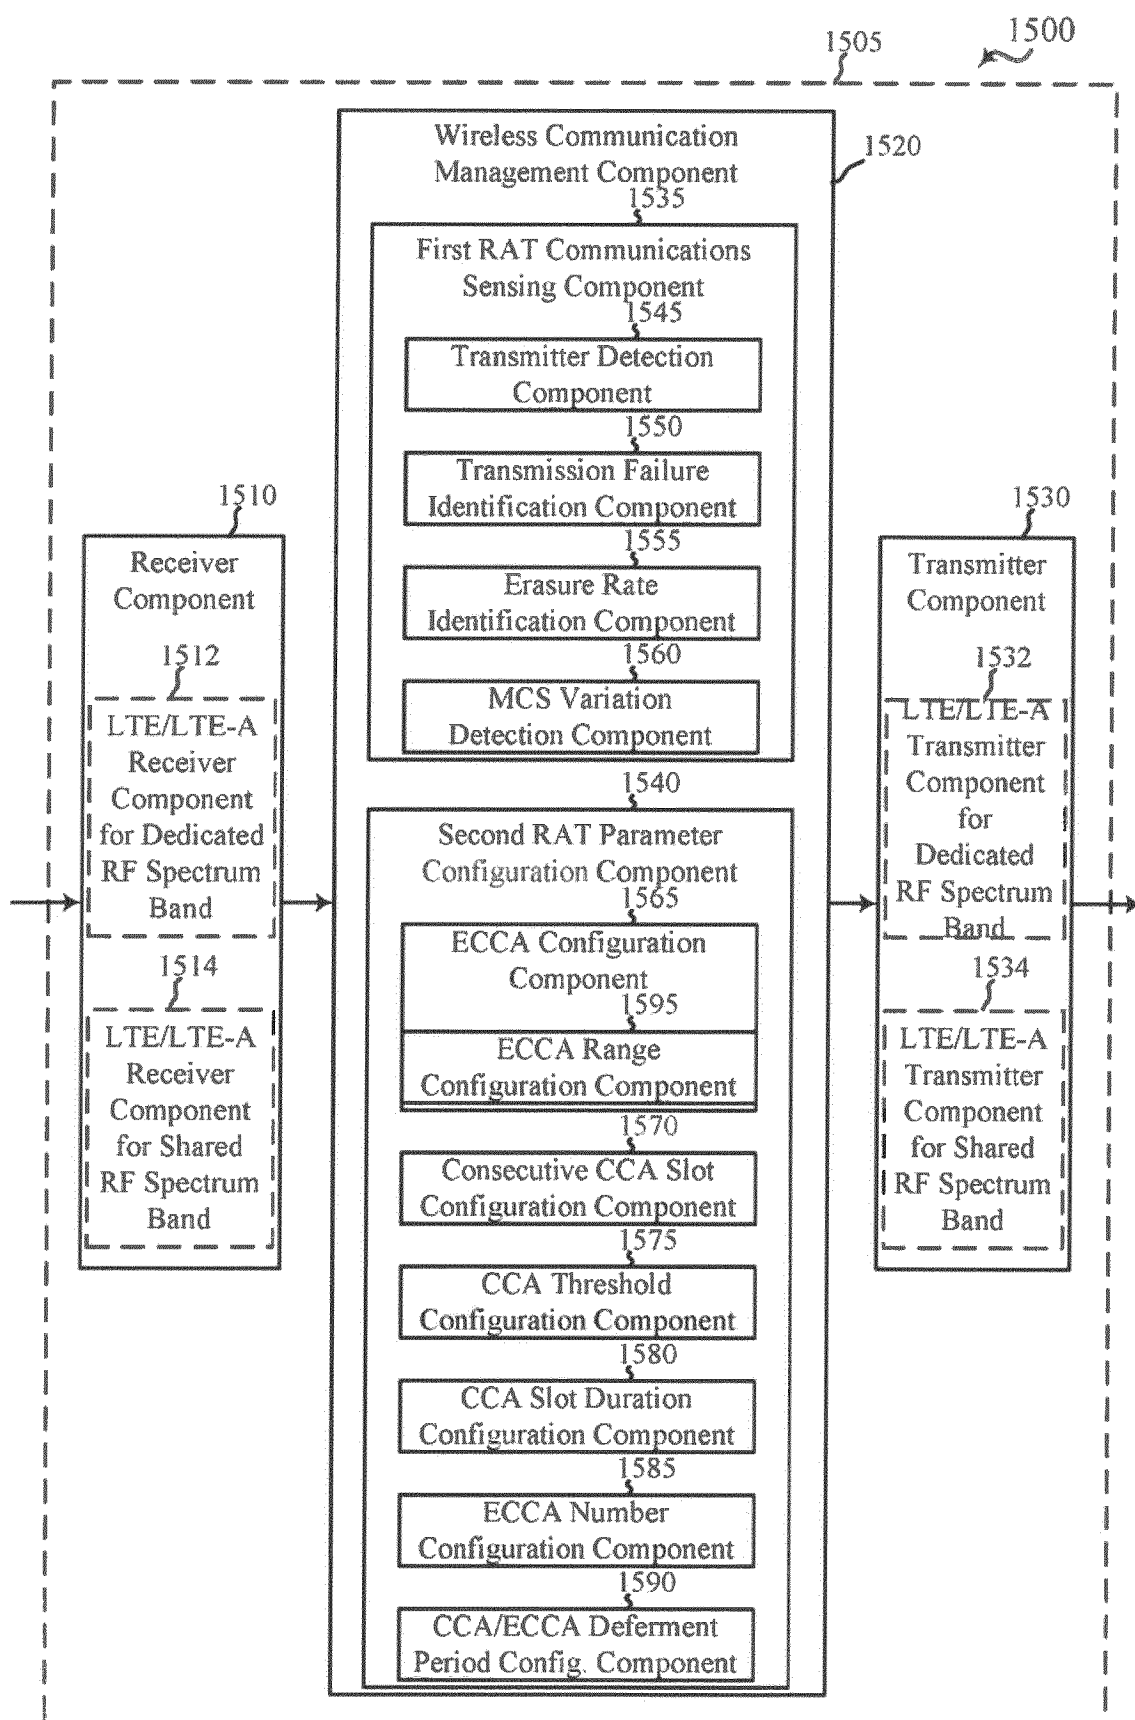 1500
1505
Wireless Communication
Management Component
1520
1535
First RAT Communications
Sensing Component
1545
Transmitter Detection
Component
1550
Transmission Failure
Identification Component
1555
Erasure Rate
Identification Component
1560
MCS Variation
Detection Component
1510
Receiver
Component
1512
LTE/LTE-A
Receiver
Component
for Dedicated
RF Spectrum
Band
1514
LTE/LTE-A
Receiver
Component
for Shared
RF Spectrum
Band
1540
Second RAT Parameter
Configuration Component
1565
ECCA Configuration
Component
1595
ECCA Range
Configuration Component
1570
Consecutive CCA Slot
Configuration Component
1575
CCA Threshold
Configuration Component
1580
CCA Slot Duration
Configuration Component
1585
ECCA Number
Configuration Component
1590
CCA/ECCA Deferment
Period Config. Component
1530
Transmitter
Component
1532
LTE/LTE-A
Transmitter
Component
for
Dedicated
RF Spectrum
Band
1534
LTE/LTE-A
Transmitter
Component
for Shared
RF Spectrum
Band